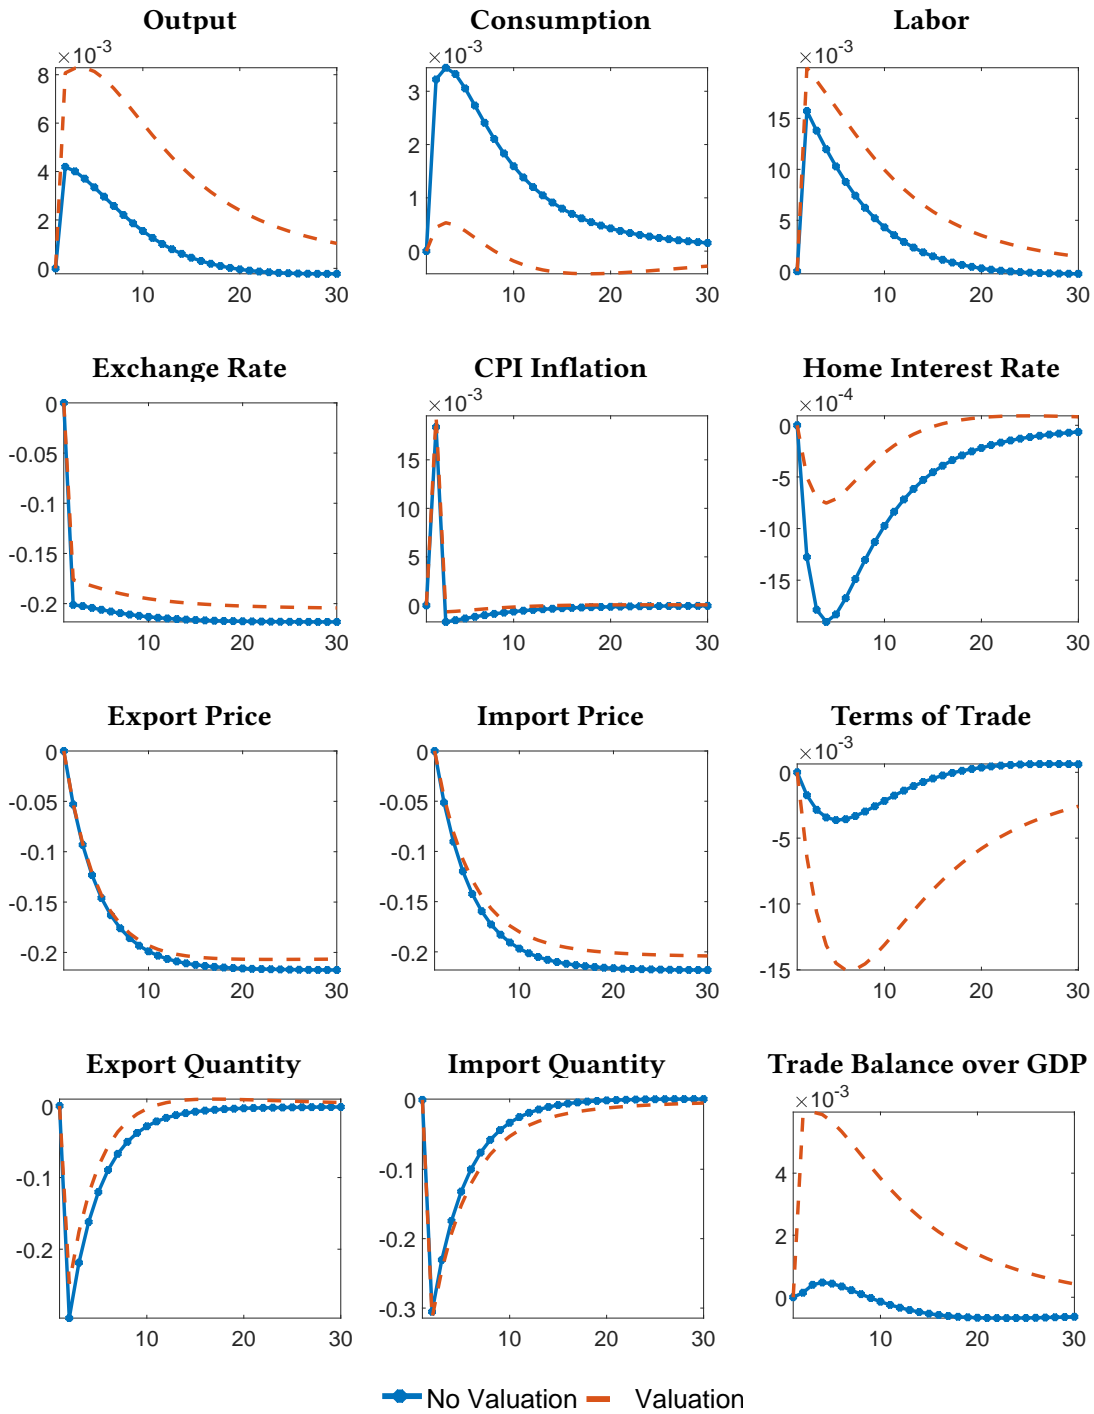 Output Consumption Labor
×10-3 ×10-3 ×10-3
8 6 4 2 0 10 20 30
3 2 1 0 10 20 30
15 10 5 0 10 20 30
Exchange Rate CPI Inflation Home Interest Rate
×10-3 ×10-4
0 -0.05 -0.1 -0.15 -0.2 10 20 30
15 10 5 0 10 20 30
0 -5 -10 -15 10 20 30
Export Price Import Price Terms of Trade
×10-3
0 -0.05 -0.1 -0.15 -0.2 10 20 30
0 -0.05 -0.1 -0.15 -0.2 10 20 30
0 -5 -10 -15 10 20 30
Export Quantity Import Quantity Trade Balance over GDP
×10-3
0 -0.1 -0.2 10 20 30
0 -0.1 -0.2 -0.3 10 20 30
4 2 0 10 20 30
No Valuation Valuation